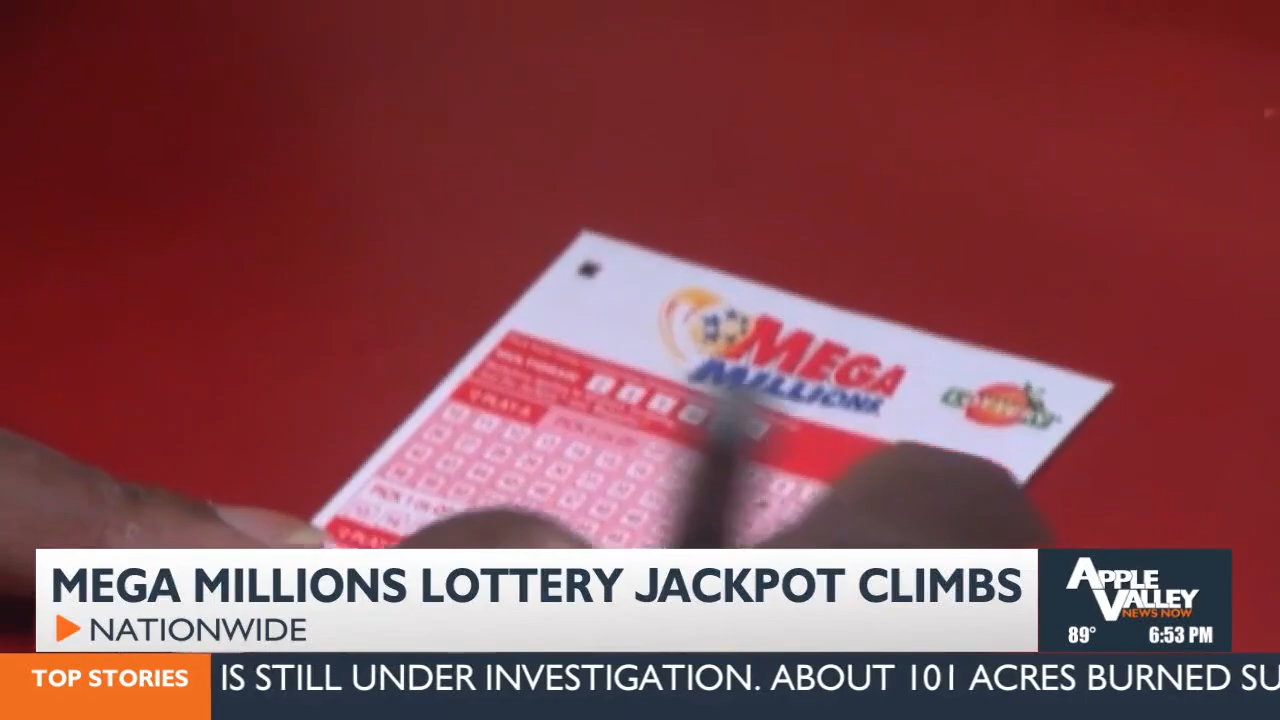 MEGA
MILLIONS
MEGA MILLIONS LOTTERY JACKPOT CLIMBS
NATIONWIDE
APPLE
VALLEY
NEWS NOW
89° 6:53 PM
TOP STORIES IS STILL UNDER INVESTIGATION. ABOUT 101 ACRES BURNED SU